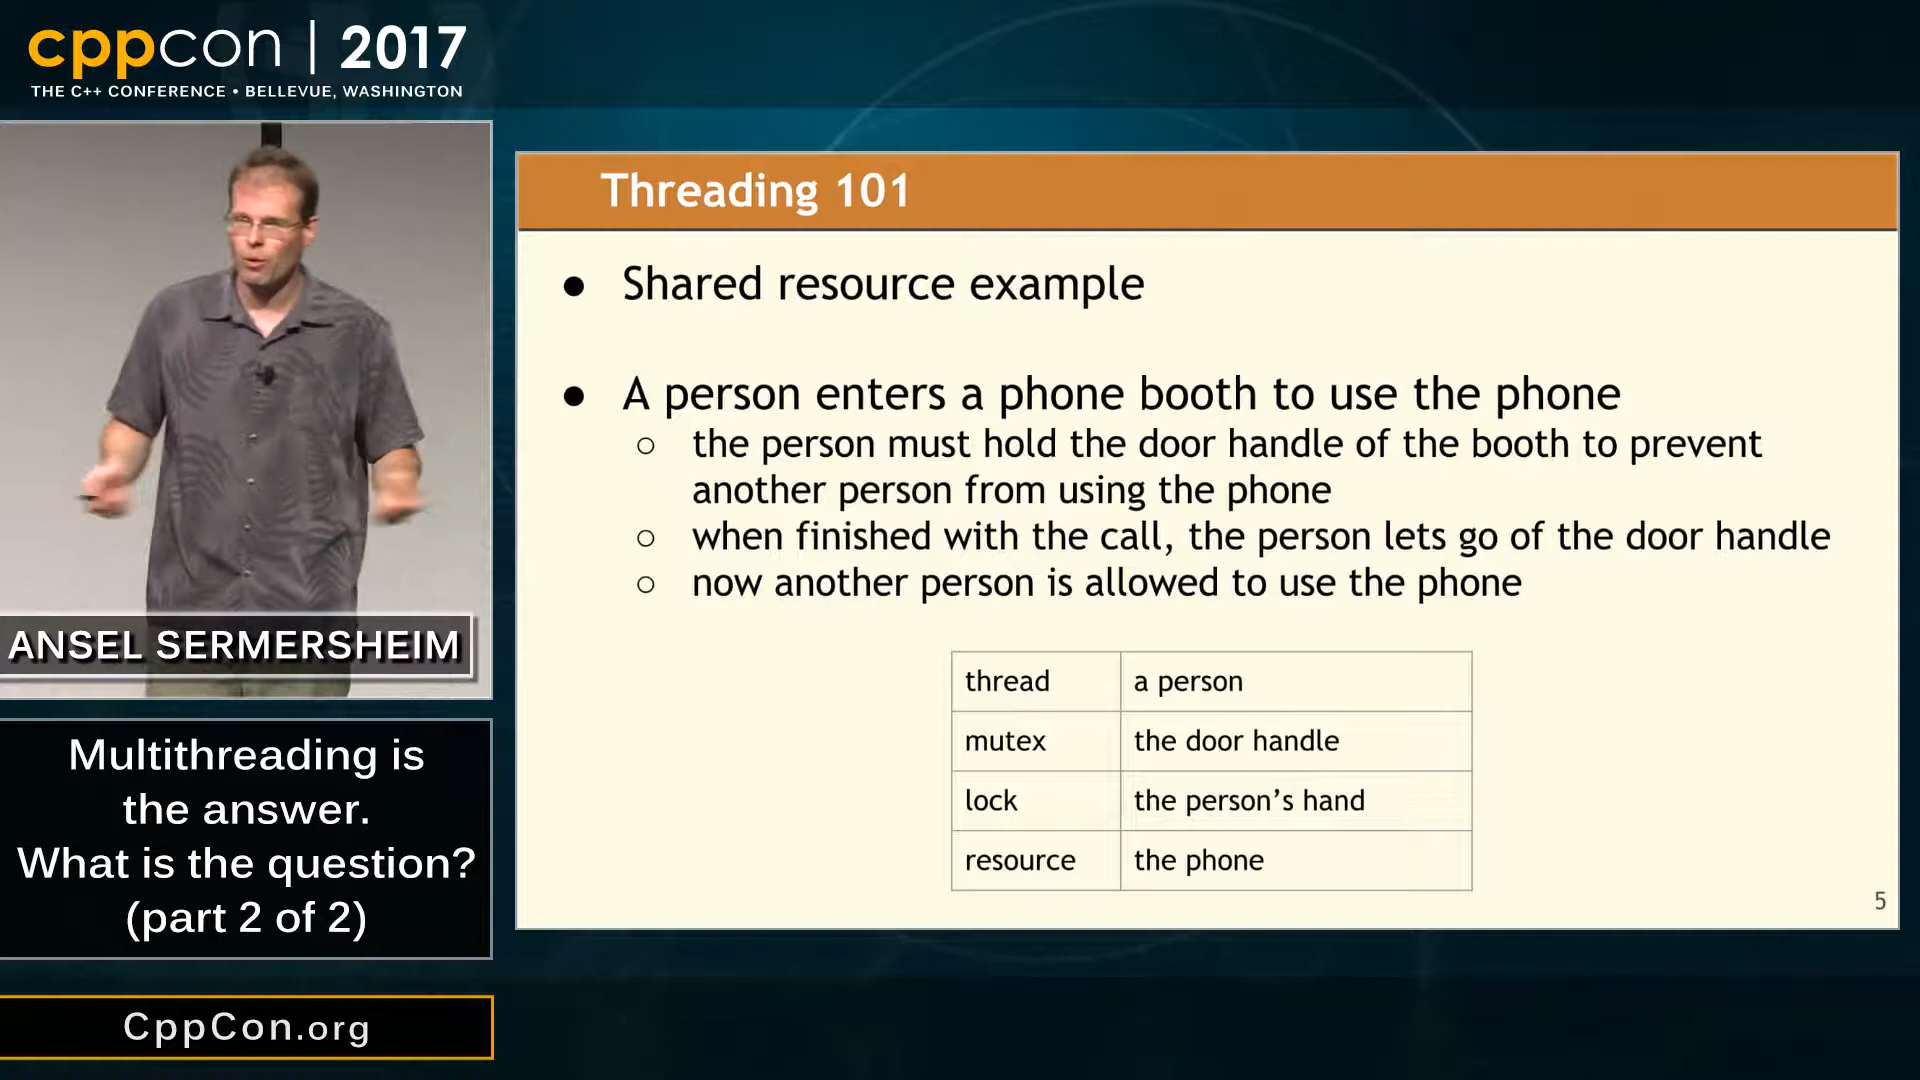 cppcon | 2017
THE C++ CONFERENCE • BELLEVUE, WASHINGTON
ANSEL SERMERSHEIM
Multithreading is
the answer.
What is the question?
(part 2 of 2)
CppCon.org
Threading 101
● Shared resource example
● A person enters a phone booth to use the phone
○ the person must hold the door handle of the booth to prevent
another person from using the phone
○ when finished with the call, the person lets go of the door handle
○ now another person is allowed to use the phone
thread a person
mutex the door handle
lock the person’s hand
resource the phone
5